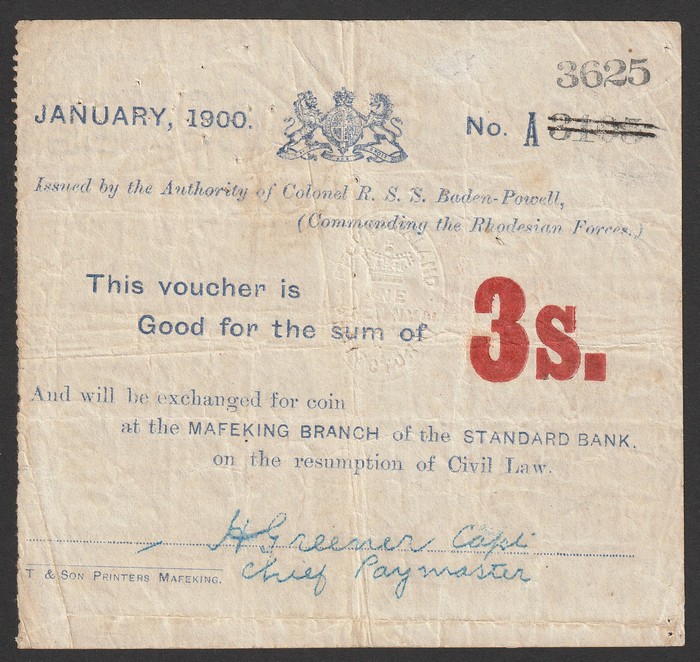 3625
JANUARY, 1900.
No. A 3135
Issued by the Authority of Colonel R. S. S. Baden-Powell,
(Commanding the Rhodesian Forces.)
This voucher is
Good for the sum of
3s.
And will be exchanged for coin
at the MAFEKING BRANCH of the STANDARD BANK.
on the resumption of Civil Law.
H Greener Capt
Chief Paymaster
T & SON PRINTERS MAFEKING.